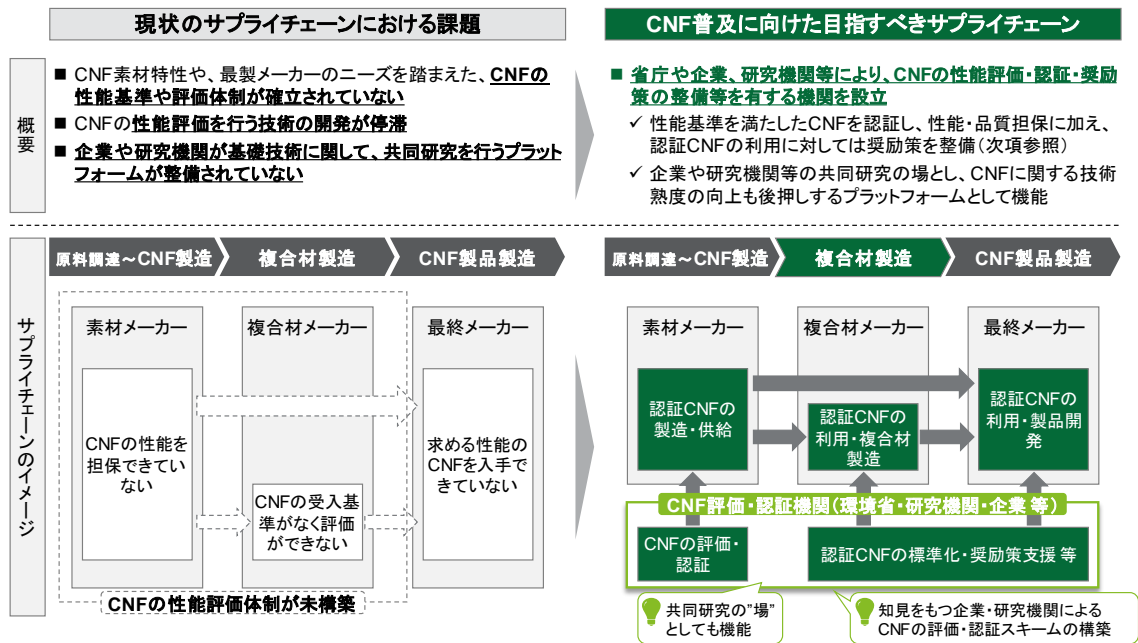 現状のサプライチェーンにおける課題
CNF普及に向けた目指すべきサプライチェーン
概要
■ CNF素材特性や、最製メーカーのニーズを踏まえた、CNFの
性能基準や評価体制が確立されていない
■ CNFの性能評価を行う技術の開発が停滞
■ 企業や研究機関が基礎技術に関して、共同研究を行うプラット
フォームが整備されていない
■ 省庁や企業、研究機関等により、CNFの性能評価・認証・奨励
策の整備等を有する機関を設立
✓ 性能基準を満たしたCNFを認証し、性能・品質担保に加え、
認証CNFの利用に対しては奨励策を整備(次項参照)
✓ 企業や研究機関等の共同研究の場とし、CNFに関する技術
熟度の向上も後押しするプラットフォームとして機能
サプライチェーンのイメージ
原料調達~CNF製造
複合材製造
CNF製品製造
素材メーカー
複合材メーカー
最終メーカー
CNFの性能を
担保できてい
ない
CNFの受入基
準がなく評価
ができない
求める性能の
CNFを入手で
きていない
CNFの性能評価体制が未構築
原料調達~CNF製造
複合材製造
CNF製品製造
素材メーカー
複合材メーカー
最終メーカー
認証CNFの
製造・供給
認証CNFの
利用・複合材
製造
認証CNFの
利用・製品開
発
CNF評価・認証機関(環境省・研究機関・企業 等)
CNFの評価・
認証
認証CNFの標準化・奨励策支援 等
共同研究の"場"
としても機能
知見をもつ企業・研究機関による
CNFの評価・認証スキームの構築